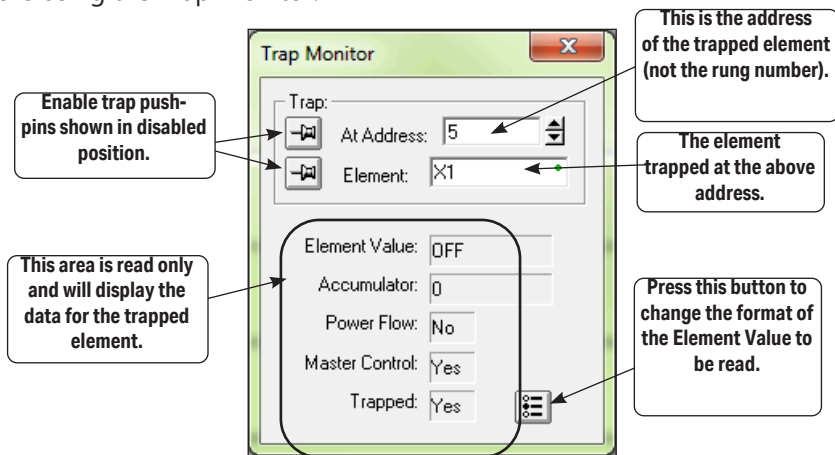 This is the address
of the trapped element
(not the rung number).
Trap Monitor
Enable trap push-
pins shown in disabled
position.
Trap:
At Address: 5
Element: X1
The element
trapped at the above
address.
This area is read only
and will display the
data for the trapped
element.
Element Value: OFF
Accumulator: 0
Power Flow: No
Master Control: Yes
Trapped: Yes
Press this button to
change the format of
the Element Value to
be read.